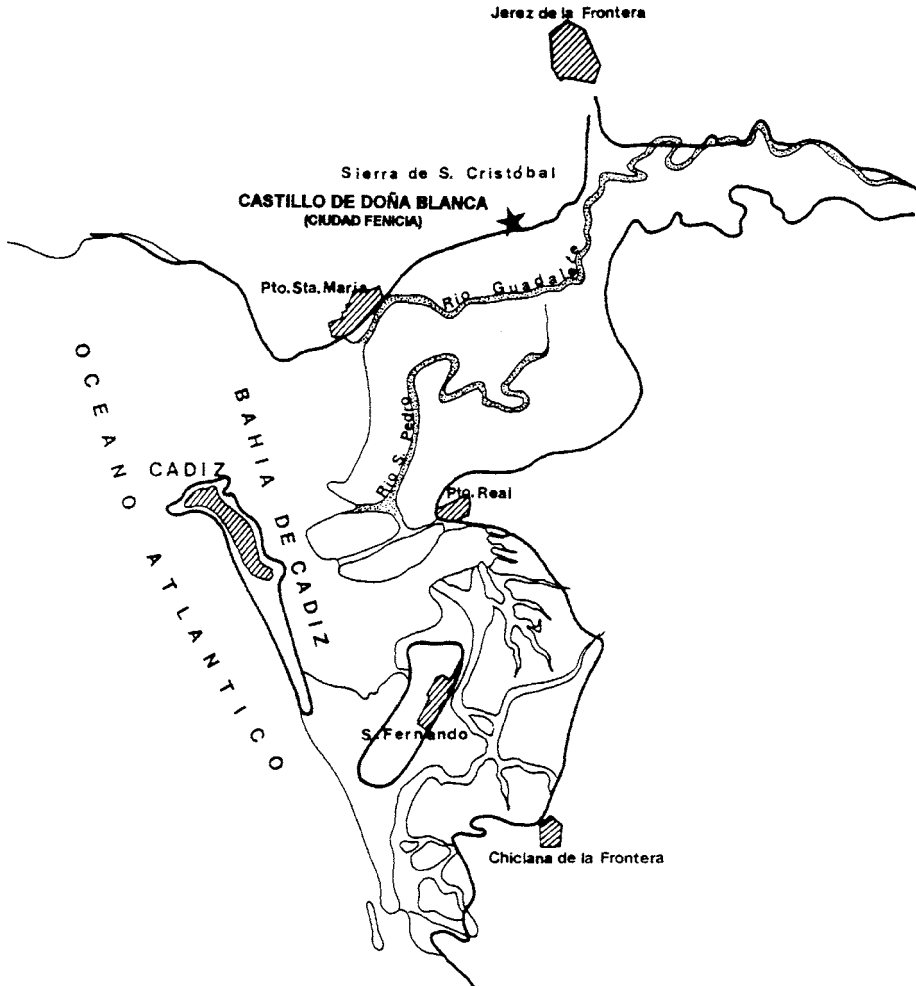 Jerez de la Frontera
Sierra de S. Cristóbal
CASTILLO DE DOÑA BLANCA
(CIUDAD FENICIA)
Pto. Sta. Maria
Rio Guadalete
OCEANO ATLANTICO
BAHIA DE CADIZ
CADIZ
Rio S. Pedro
Pto. Real
S. Fernando
Chiclana de la Frontera